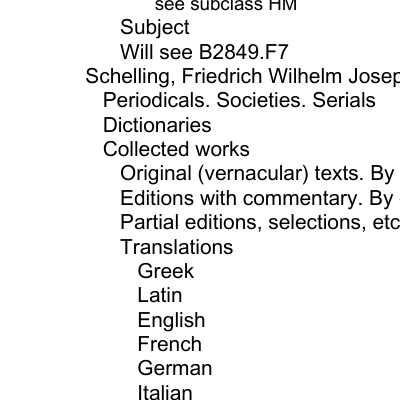 see subclass HM
Subject
Will see B2849.F7
Schelling, Friedrich Wilhelm
Periodicals. Societies. Serials
Dictionaries
Collected works
Original (vernacular) texts. By
Editions with commentary. By
Partial editions, selections, etc
Translations
Greek
Latin
English
French
German
Italian